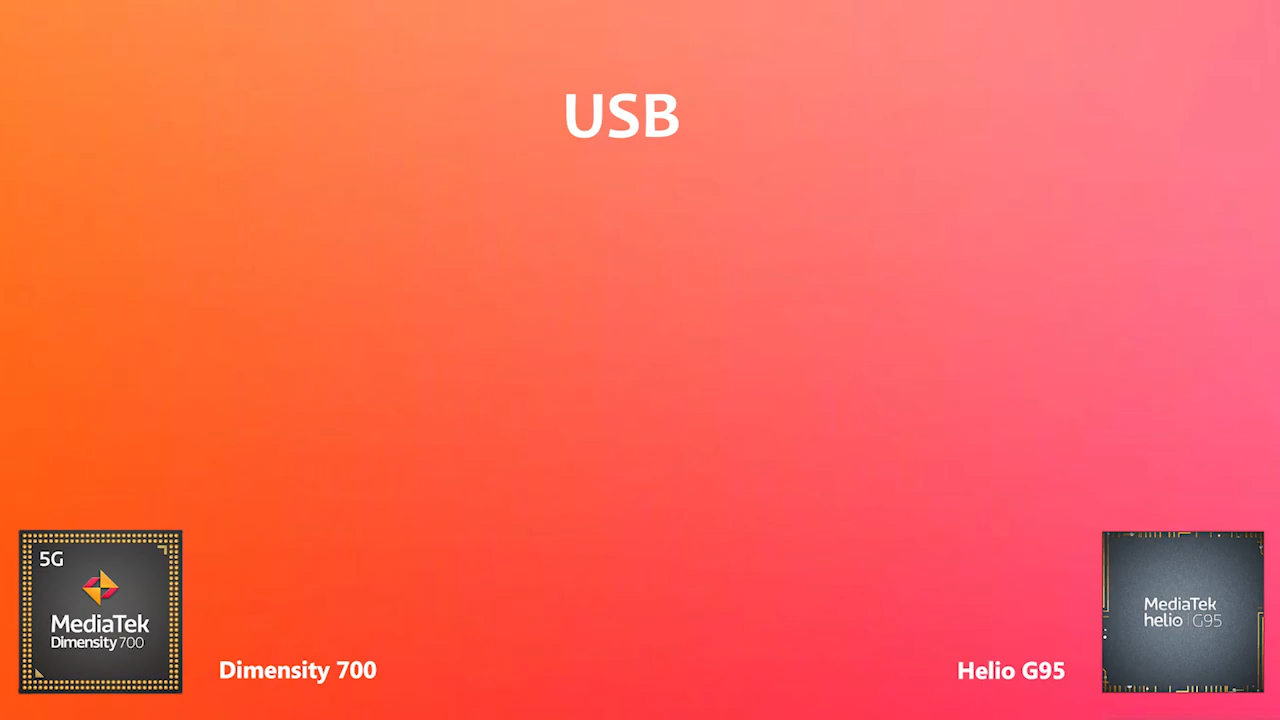 USB
5G
MediaTek
Dimensity 700
Dimensity 700
Helio G95
MediaTek
helio G95